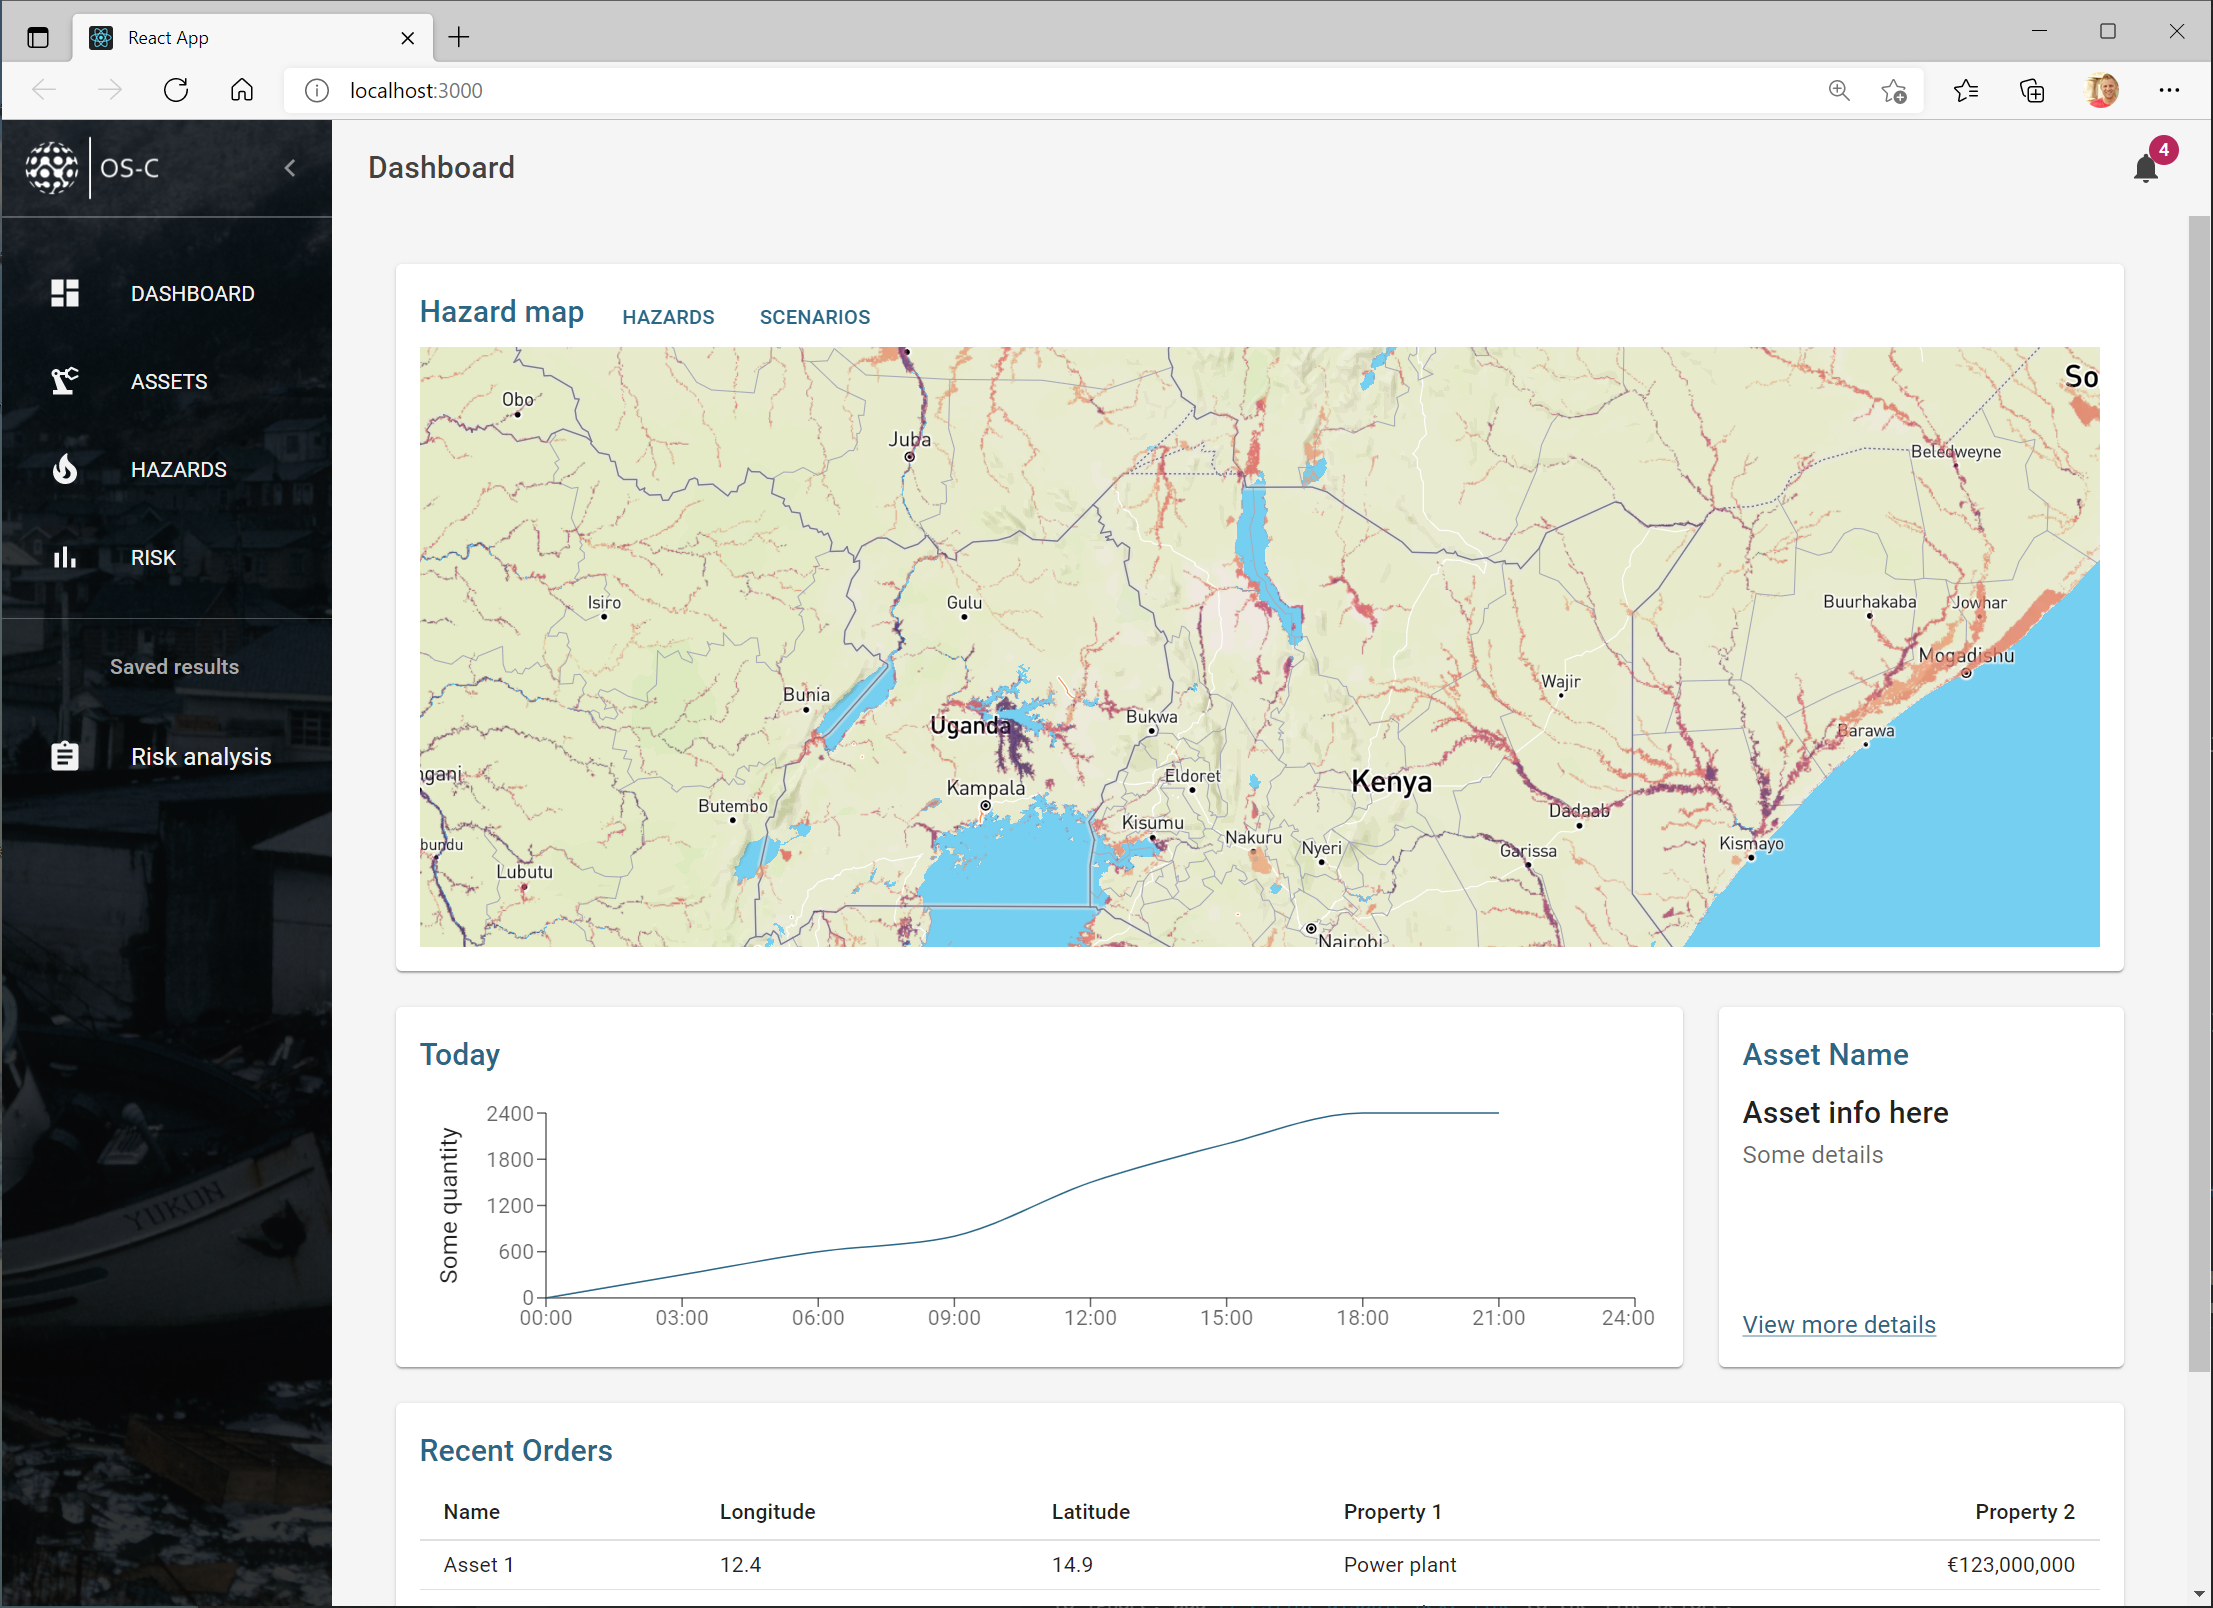 React App
localhost:3000
OS-C
Dashboard
4
DASHBOARD
ASSETS
HAZARDS
RISK
Saved results
Risk analysis
YUKON
Hazard map HAZARDS SCENARIOS
So
Obo
Juba
Beledweyne
Isiro
Gulu
Buurhakaba
Jowhar
Mogadishu
Wajir
Bunia
Bukwa
Uganda
Barawa
ngani
Eldoret
Kenya
Kampala
Butembo
Dadaab
Kisumu
Nakuru
Nyeri
Garissa
Kismayo
bundu
Lubutu
Nairobi
Today
Some quantity
2400
1800
1200
600
0
00:00 03:00 06:00 09:00 12:00 15:00 18:00 21:00 24:00
Asset Name
Asset info here
Some details
View more details
Recent Orders
Name Longitude Latitude Property 1 Property 2
Asset 1 12.4 14.9 Power plant €123,000,000